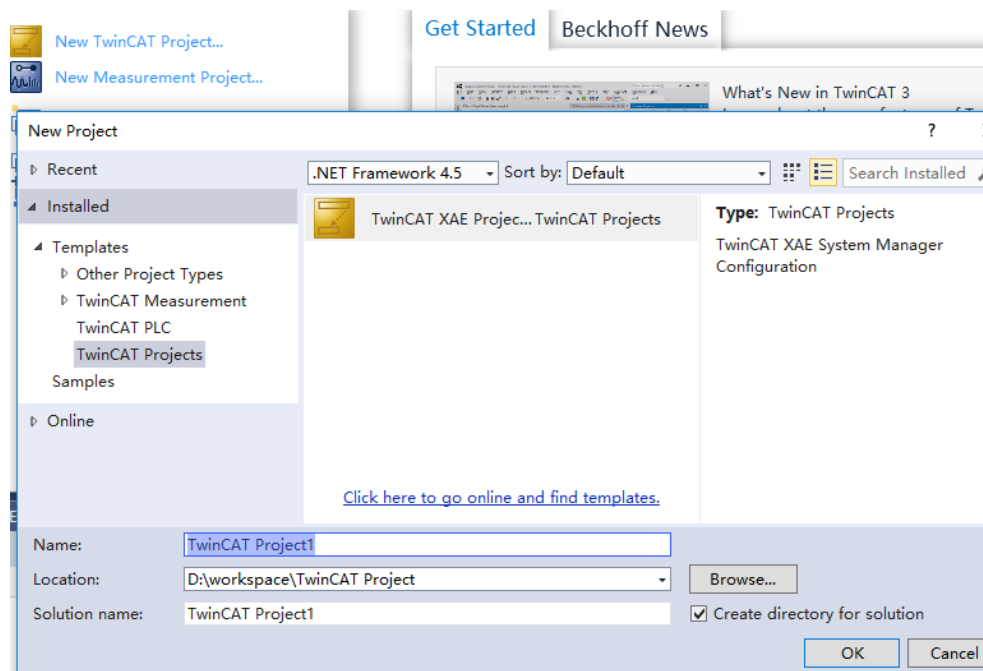 New TwinCAT Project...
New Measurement Project...
Get Started
Beckhoff News
What's New in TwinCAT 3
New Project
?
Recent
.NET Framework 4.5
Sort by:
Default
Search Installed
Installed
Templates
Other Project Types
TwinCAT Measurement
TwinCAT PLC
TwinCAT Projects
Samples
Online
TwinCAT XAE Projec... TwinCAT Projects
Type: TwinCAT Projects
TwinCAT XAE System Manager
Configuration
Click here to go online and find templates.
Name:
TwinCAT Project1
Location:
D:\workspace\TwinCAT Project
Browse...
Solution name:
TwinCAT Project1
Create directory for solution
OK
Cancel